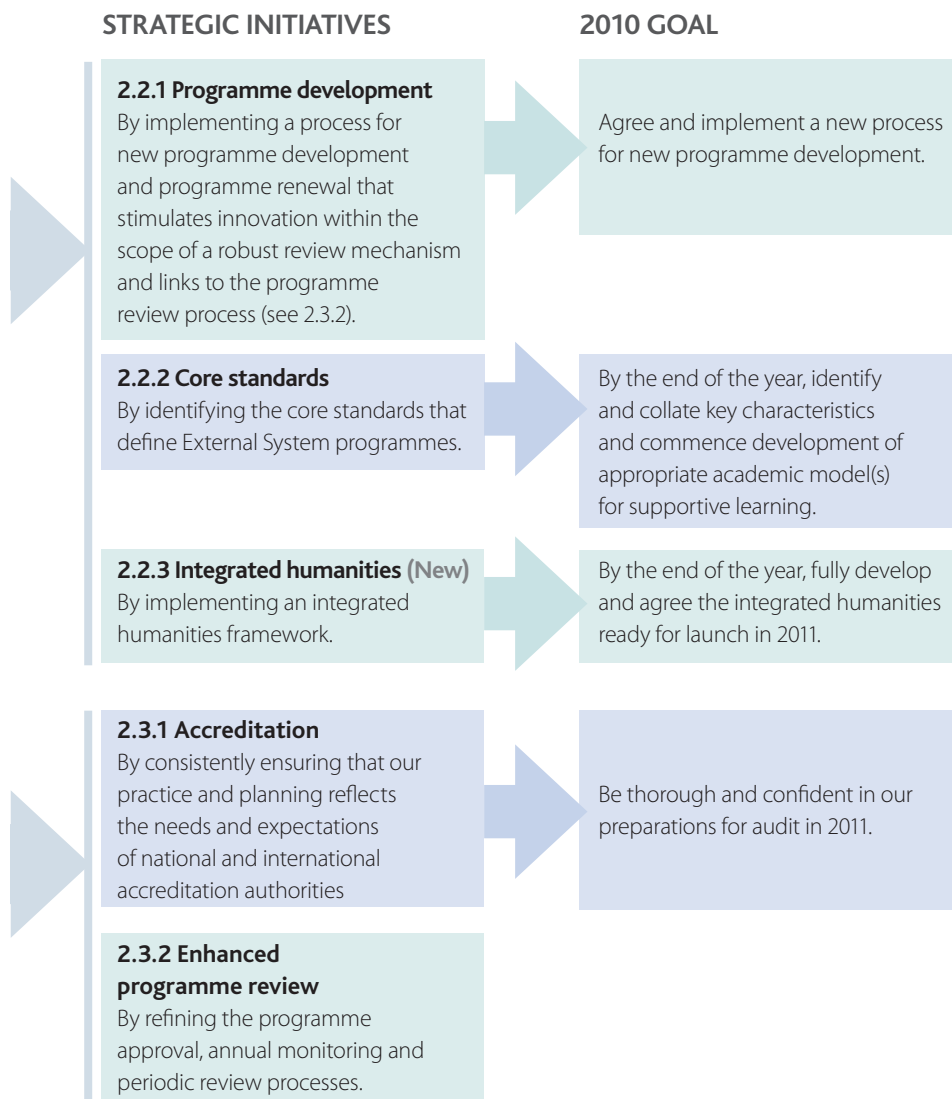 STRATEGIC INITIATIVES
2010 GOAL
2.2.1 Programme development
By implementing a process for
new programme development
and programme renewal that
stimulates innovation within the
scope of a robust review mechanism
and links to the programme
review process (see 2.3.2).
Agree and implement a new process
for new programme development.
2.2.2 Core standards
By identifying the core standards that
define External System programmes.
By the end of the year, identify
and collate key characteristics
and commence development of
appropriate academic model(s)
for supportive learning.
2.2.3 Integrated humanities (New)
By implementing an integrated
humanities framework.
By the end of the year, fully develop
and agree the integrated humanities
ready for launch in 2011.
2.3.1 Accreditation
By consistently ensuring that our
practice and planning reflects
the needs and expectations
of national and international
accreditation authorities
Be thorough and confident in our
preparations for audit in 2011.
2.3.2 Enhanced
programme review
By refining the programme
approval, annual monitoring and
periodic review processes.